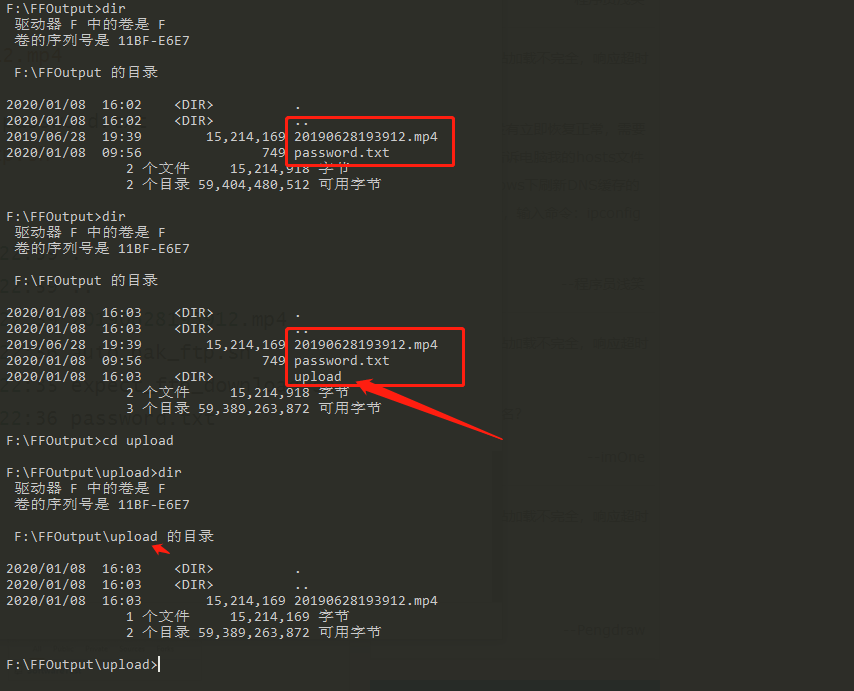 F:\FFOutput>dir
驱动器 F 中的卷是 F
卷的序列号是 11BF-E6E7
F:\FFOutput 的目录
2020/01/08  16:02    <DIR>          .
2020/01/08  16:02    <DIR>          ..
2019/06/28  19:39        15,214,169 20190628193912.mp4
2020/01/08  09:56               749 password.txt
2 个文件     15,214,918 字节
2 个目录 59,404,480,512 可用字节
F:\FFOutput>dir
驱动器 F 中的卷是 F
卷的序列号是 11BF-E6E7
F:\FFOutput 的目录
2020/01/08  16:03    <DIR>          .
2020/01/08  16:03    <DIR>          ..
2019/06/28  19:39        15,214,169 20190628193912.mp4
2020/01/08  09:56               749 password.txt
2020/01/08  16:03    <DIR>          upload
2 个文件     15,214,918 字节
3 个目录 59,389,263,872 可用字节
22:36 password.txt
F:\FFOutput>cd upload
F:\FFOutput\upload>dir
驱动器 F 中的卷是 F
卷的序列号是 11BF-E6E7
F:\FFOutput\upload 的目录
2020/01/08  16:03    <DIR>          .
2020/01/08  16:03    <DIR>          ..
2020/01/08  16:03        15,214,169 20190628193912.mp4
1 个文件     15,214,169 字节
2 个目录 59,389,263,872 可用字节
F:\FFOutput\upload>